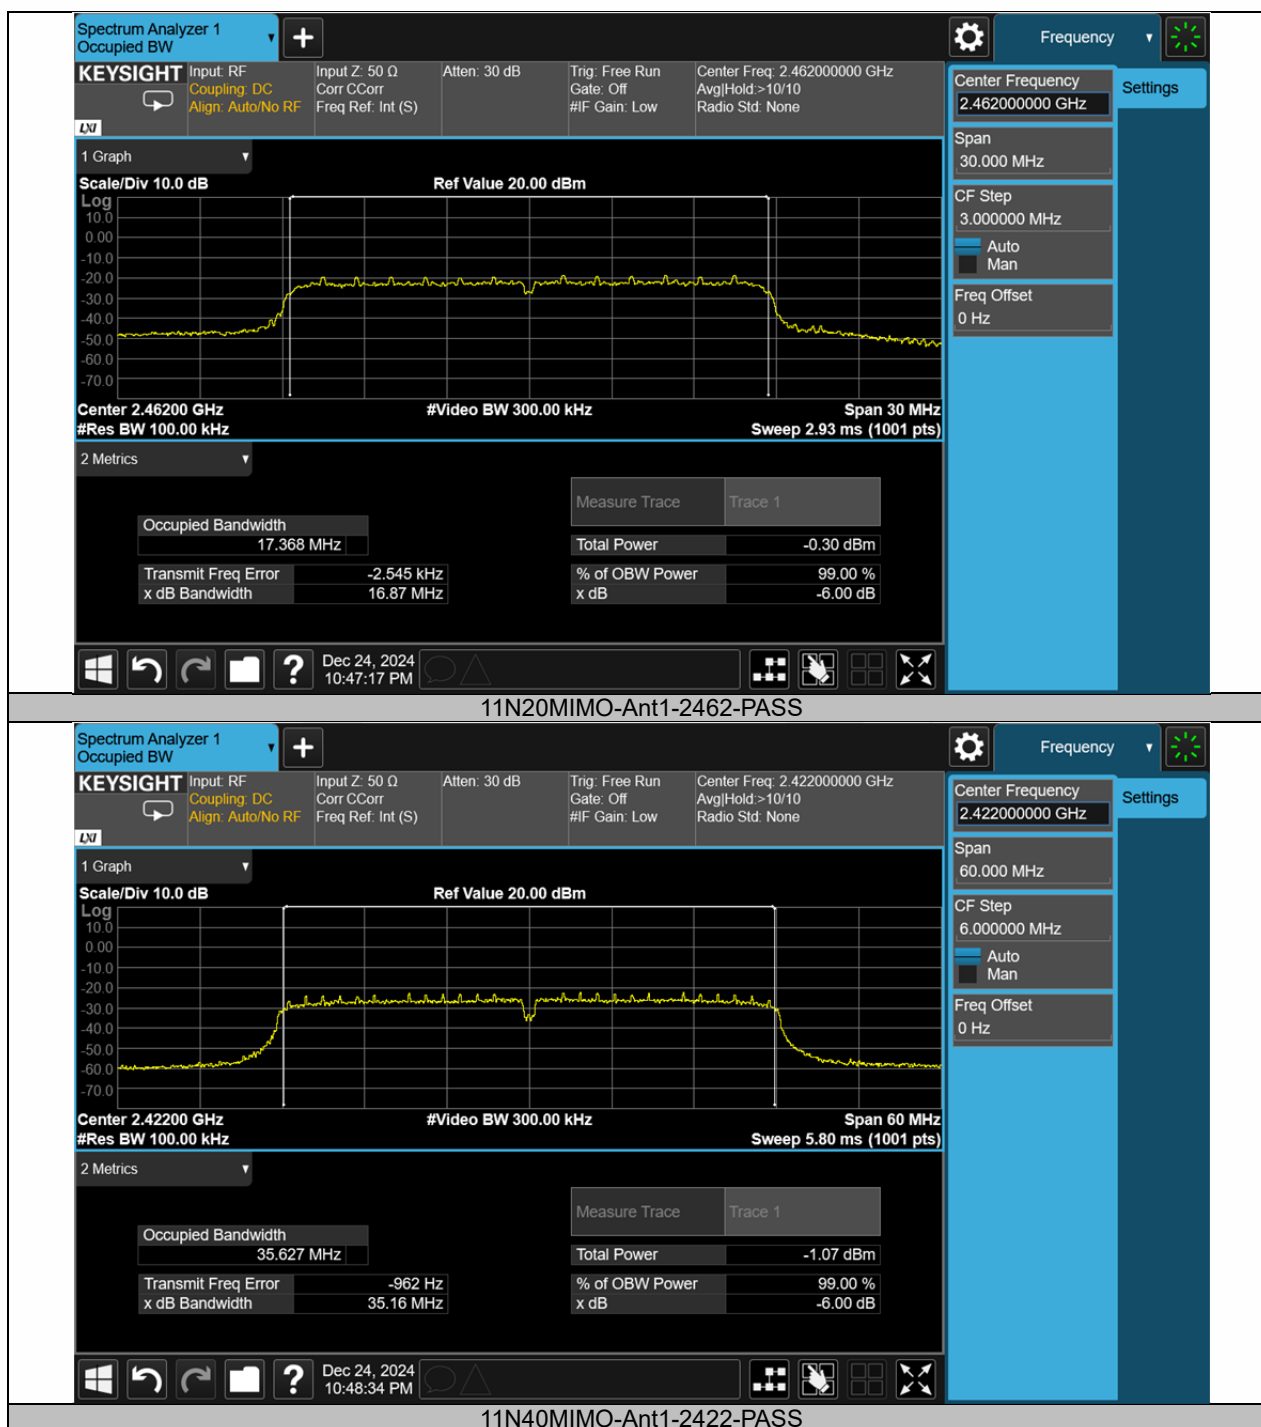 Spectrum Analyzer 1
Occupied BW
Frequency
KEYSIGHT
LXI
Input: RF
Coupling: DC
Align: Auto/No RF
Input Z: 50 Ω
Corr CCorr
Freq Ref: Int (S)
Atten: 30 dB
Trig: Free Run
Gate: Off
#IF Gain: Low
Center Freq: 2.462000000 GHz
Avg|Hold:>10/10
Radio Std: None
Center Frequency
2.462000000 GHz
Settings
Span
30.000 MHz
CF Step
3.000000 MHz
Auto
Man
Freq Offset
0 Hz
1 Graph
Scale/Div 10.0 dB
Ref Value 20.00 dBm
Log
10.0
0.00
-10.0
-20.0
-30.0
-40.0
-50.0
-60.0
-70.0
Center 2.46200 GHz
#Video BW 300.00 kHz
Span 30 MHz
#Res BW 100.00 kHz
Sweep 2.93 ms (1001 pts)
2 Metrics
Measure Trace Trace 1
Occupied Bandwidth
17.368 MHz
Total Power -0.30 dBm
Transmit Freq Error -2.545 kHz
% of OBW Power 99.00 %
x dB Bandwidth 16.87 MHz
x dB -6.00 dB
Dec 24, 2024
10:47:17 PM
11N20MIMO-Ant1-2462-PASS
Spectrum Analyzer 1
Occupied BW
Frequency
KEYSIGHT
LXI
Input: RF
Coupling: DC
Align: Auto/No RF
Input Z: 50 Ω
Corr CCorr
Freq Ref: Int (S)
Atten: 30 dB
Trig: Free Run
Gate: Off
#IF Gain: Low
Center Freq: 2.422000000 GHz
Avg|Hold:>10/10
Radio Std: None
Center Frequency
2.422000000 GHz
Settings
Span
60.000 MHz
CF Step
6.000000 MHz
Auto
Man
Freq Offset
0 Hz
1 Graph
Scale/Div 10.0 dB
Ref Value 20.00 dBm
Log
10.0
0.00
-10.0
-20.0
-30.0
-40.0
-50.0
-60.0
-70.0
Center 2.42200 GHz
#Video BW 300.00 kHz
Span 60 MHz
#Res BW 100.00 kHz
Sweep 5.80 ms (1001 pts)
2 Metrics
Measure Trace Trace 1
Occupied Bandwidth
35.627 MHz
Total Power -1.07 dBm
Transmit Freq Error -962 Hz
% of OBW Power 99.00 %
x dB Bandwidth 35.16 MHz
x dB -6.00 dB
Dec 24, 2024
10:48:34 PM
11N40MIMO-Ant1-2422-PASS